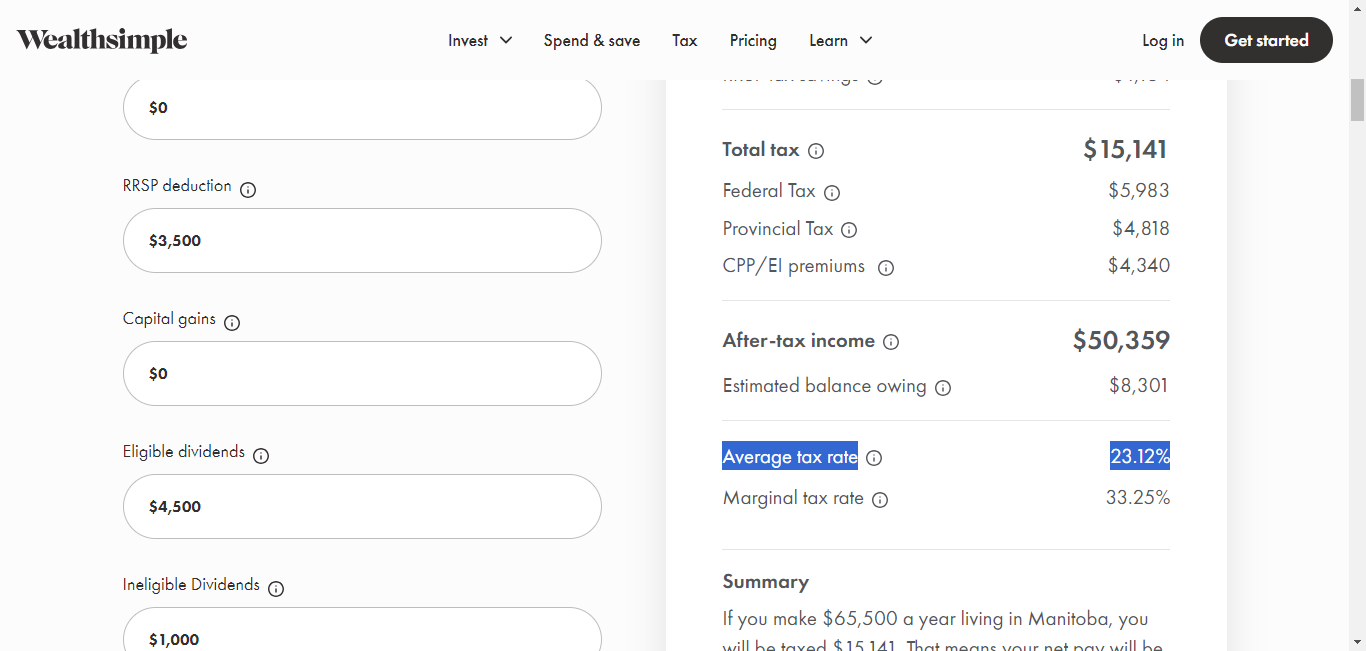 Wealthsimple
Invest Spend & save Tax Pricing Learn Log in Get started
$0
RRSP deduction
$3,500
Capital gains
$0
Eligible dividends
$4,500
Ineligible Dividends
$1,000
Total tax $15,141
Federal Tax $5,983
Provincial Tax $4,818
CPP/EI premiums $4,340
After-tax income $50,359
Estimated balance owing $8,301
Average tax rate 23.12%
Marginal tax rate 33.25%
Summary
If you make $65,500 a year living in Manitoba, you
will be taxed $15,141. That means your net pay will be